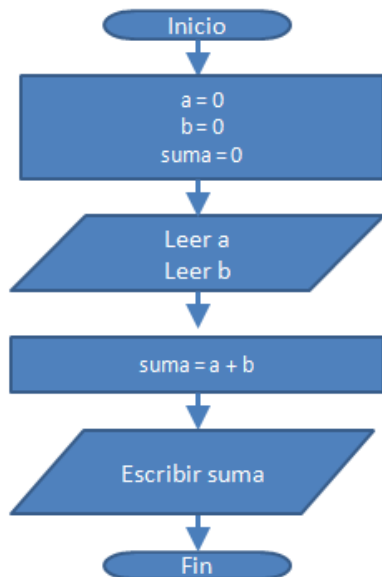 Inicio
a = 0
b = 0
suma = 0
Leer a
Leer b
suma = a + b
Escribir suma
Fin